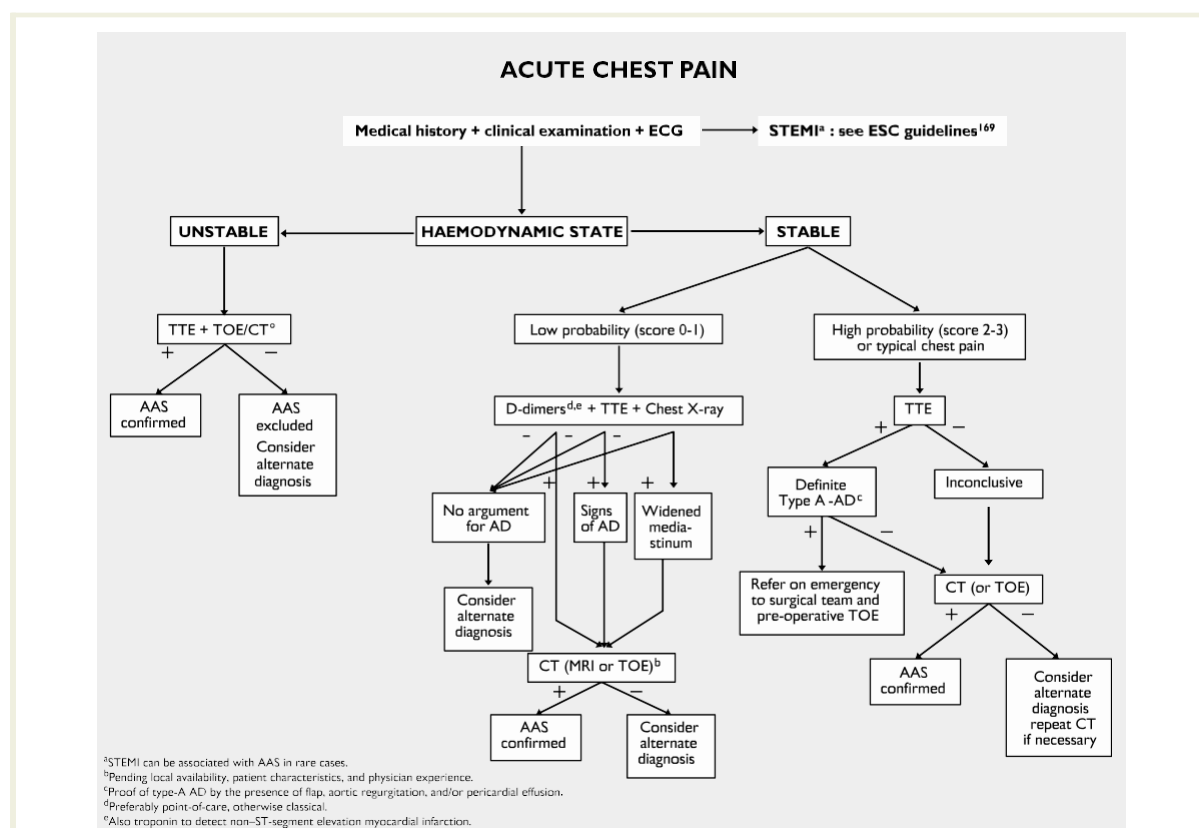 ACUTE CHEST PAIN
Medical history + clinical examination + ECG
STEMIᵃ : see ESC guidelines¹⁶⁹
UNSTABLE
HAEMODYNAMIC STATE
STABLE
TTE + TOE/CT°
Low probability (score 0-1)
High probability (score 2-3)
or typical chest pain
+
–
AAS
confirmed
AAS
excluded
Consider
alternate
diagnosis
D-dimersᵈ,ᵉ + TTE + Chest X-ray
TTE
-
-
-
+
+
+
+
–
No argument
for AD
Signs
of AD
Widened
media-
stinum
Definite
Type A -ADᶜ
Inconclusive
+
–
Consider
alternate
diagnosis
Refer on emergency
to surgical team and
pre-operative TOE
CT (or TOE)
+
–
CT (MRI or TOE)ᵇ
+
–
AAS
confirmed
Consider
alternate
diagnosis
AAS
confirmed
Consider
alternate
diagnosis
repeat CT
if necessary
ᵃSTEMI can be associated with AAS in rare cases.
ᵇPending local availability, patient characteristics, and physician experience.
ᶜProof of type-A AD by the presence of flap, aortic regurgitation, and/or pericardial effusion.
ᵈPreferably point-of-care, otherwise classical.
ᵉAlso troponin to detect non–ST-segment elevation myocardial infarction.